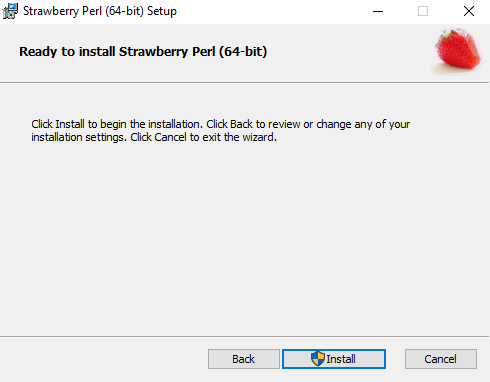 Strawberry Perl (64-bit) Setup
Ready to install Strawberry Perl (64-bit)
Click Install to begin the installation. Click Back to review or change any of your
installation settings. Click Cancel to exit the wizard.
Back
Install
Cancel